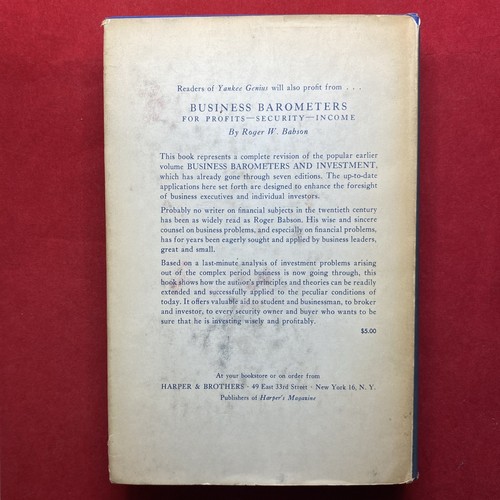 Readers of Yankee Genius will also profit from . . .
BUSINESS BAROMETERS
FOR PROFITS—SECURITY—INCOME
By Roger W. Babson
This book represents a complete revision of the popular earlier
volume BUSINESS BAROMETERS AND INVESTMENT,
which has already gone through seven editions. The up-to-date
applications here set forth are designed to enhance the foresight
of business executives and individual investors.
Probably no writer on financial subjects in the twentieth century
has been as widely read as Roger Babson. His wise and sincere
counsel on business problems, and especially on financial problems,
has for years been eagerly sought and applied by business leaders,
great and small.
Based on a last-minute analysis of investment problems arising
out of the complex period business is now going through, this
book shows how the author's principles and theories can be readily
extended and successfully applied to the peculiar conditions of
today. It offers valuable aid to student and businessman, to broker
and investor, to every security owner and buyer who wants to be
sure that he is investing wisely and profitably.
$5.00
At your bookstore or on order from
HARPER & BROTHERS · 49 East 33rd Street · New York 16, N. Y.
Publishers of Harper's Magazine